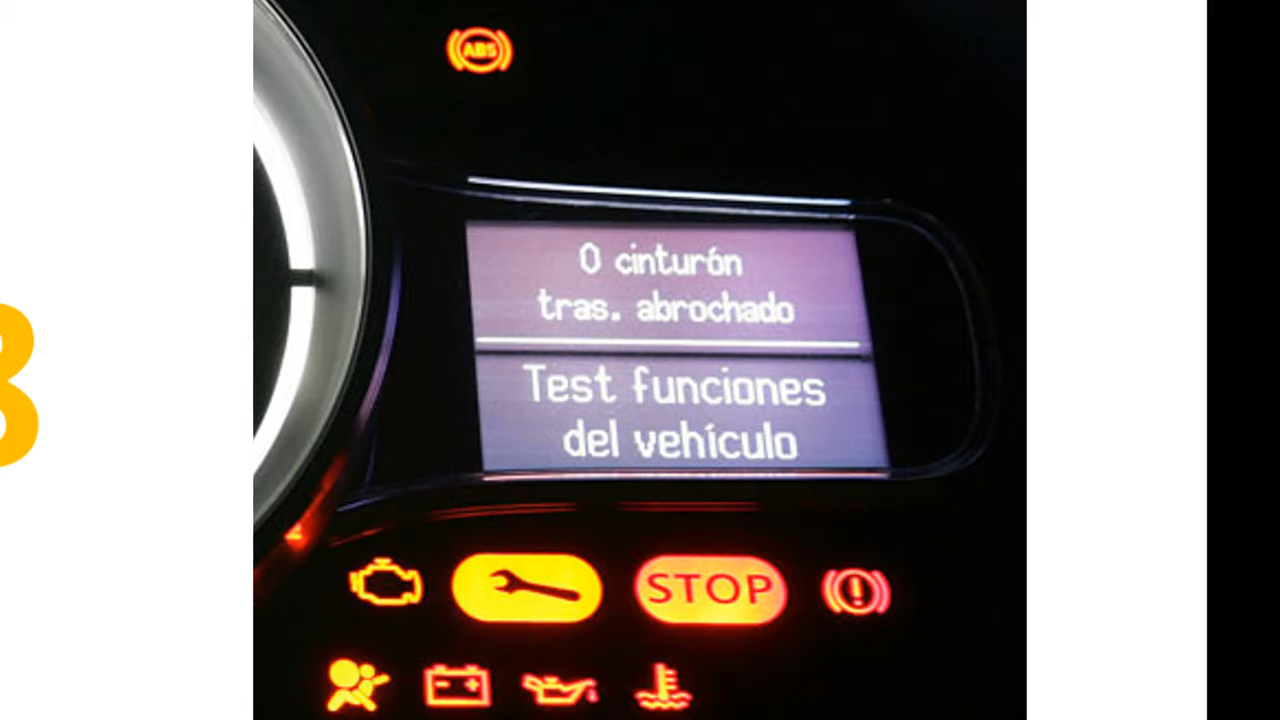 ABS
0 cinturón
tras. abrochado
Test funciones
del vehículo
STOP